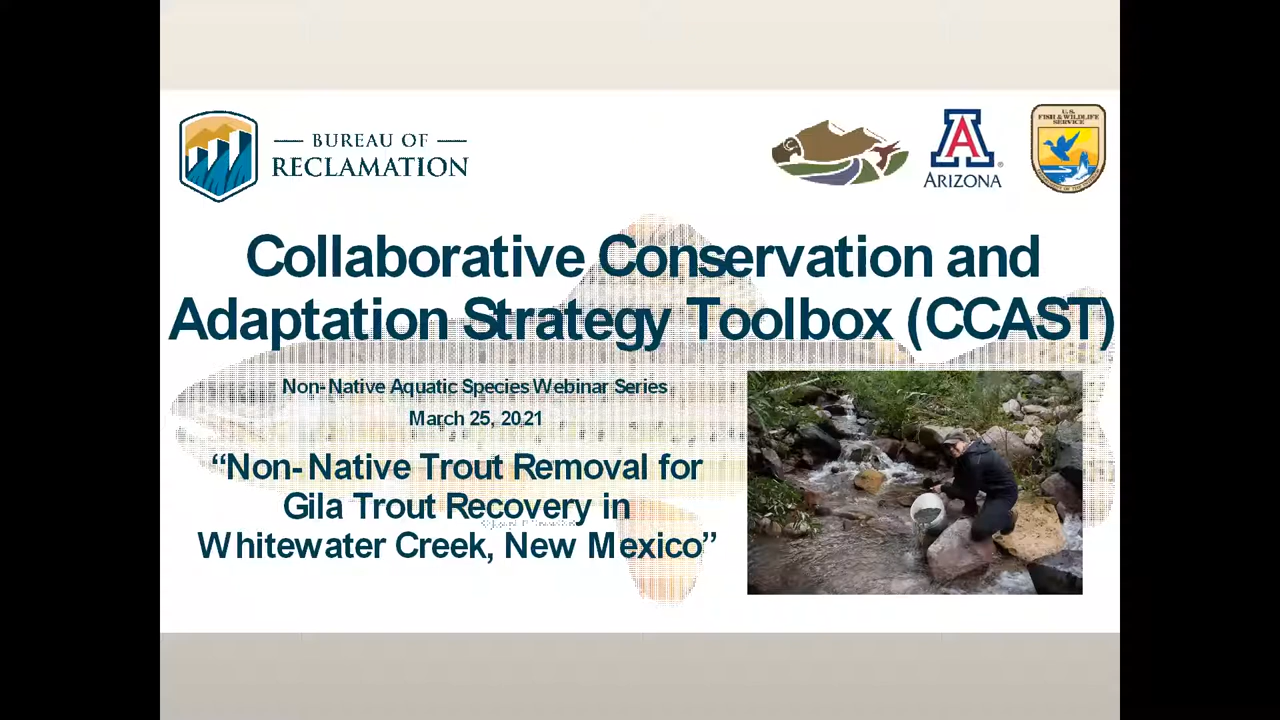 BUREAU OF
RECLAMATION
ARIZONA
U.S.
FISH & WILDLIFE
SERVICE
Collaborative Conservation and
Adaptation Strategy Toolbox (CCAST)
Non-Native Aquatic Species Webinar Series
March 25, 2021
“Non-Native Trout Removal for
Gila Trout Recovery in
Whitewater Creek, New Mexico”